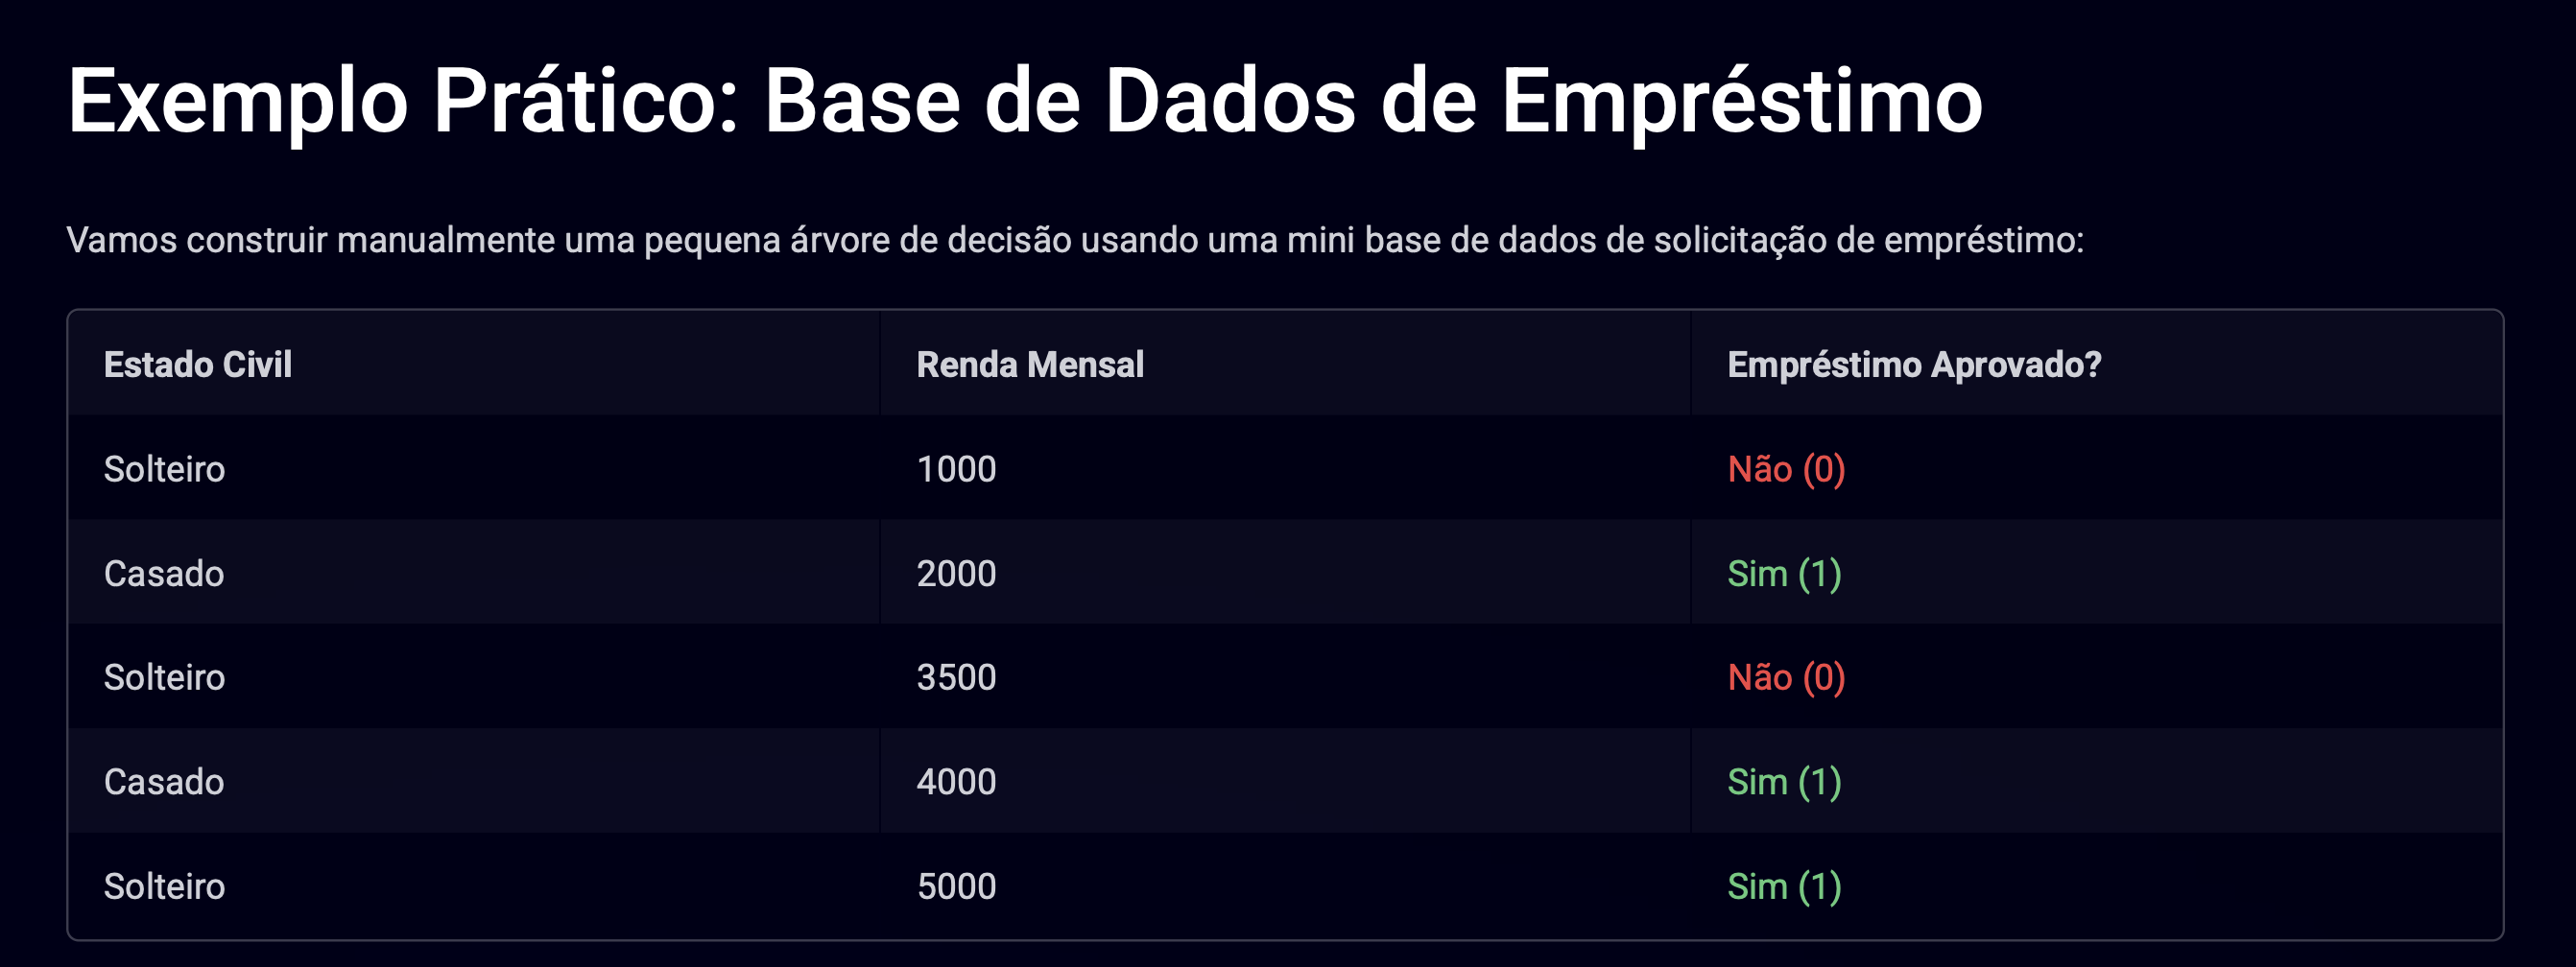 Exemplo Prático: Base de Dados de Empréstimo
Vamos construir manualmente uma pequena árvore de decisão usando uma mini base de dados de solicitação de empréstimo:
Estado Civil Renda Mensal Empréstimo Aprovado?
Solteiro 1000 Não (0)
Casado 2000 Sim (1)
Solteiro 3500 Não (0)
Casado 4000 Sim (1)
Solteiro 5000 Sim (1)